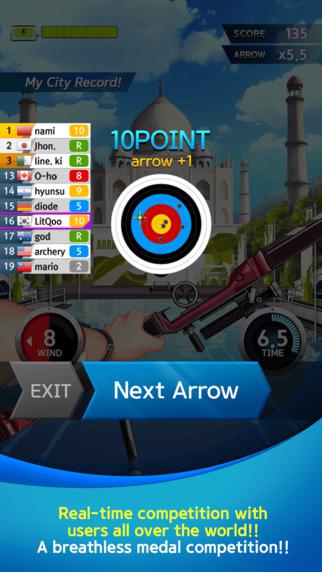 SCORE 135
ARROW x5.5
My City Record!
1 nami 10
2 Jhon. R
3 line. ki R
13 O-ho 8
14 hyunsu 9
15 diode 5
16 LitQoo 10
17 god R
18 archery 5
19 mario 2
10POINT
arrow +1
AGRA
8
WIND
6.5
TIME
EXIT
Next Arrow
Real-time competition with
users all over the world!!
A breathless medal competition!!